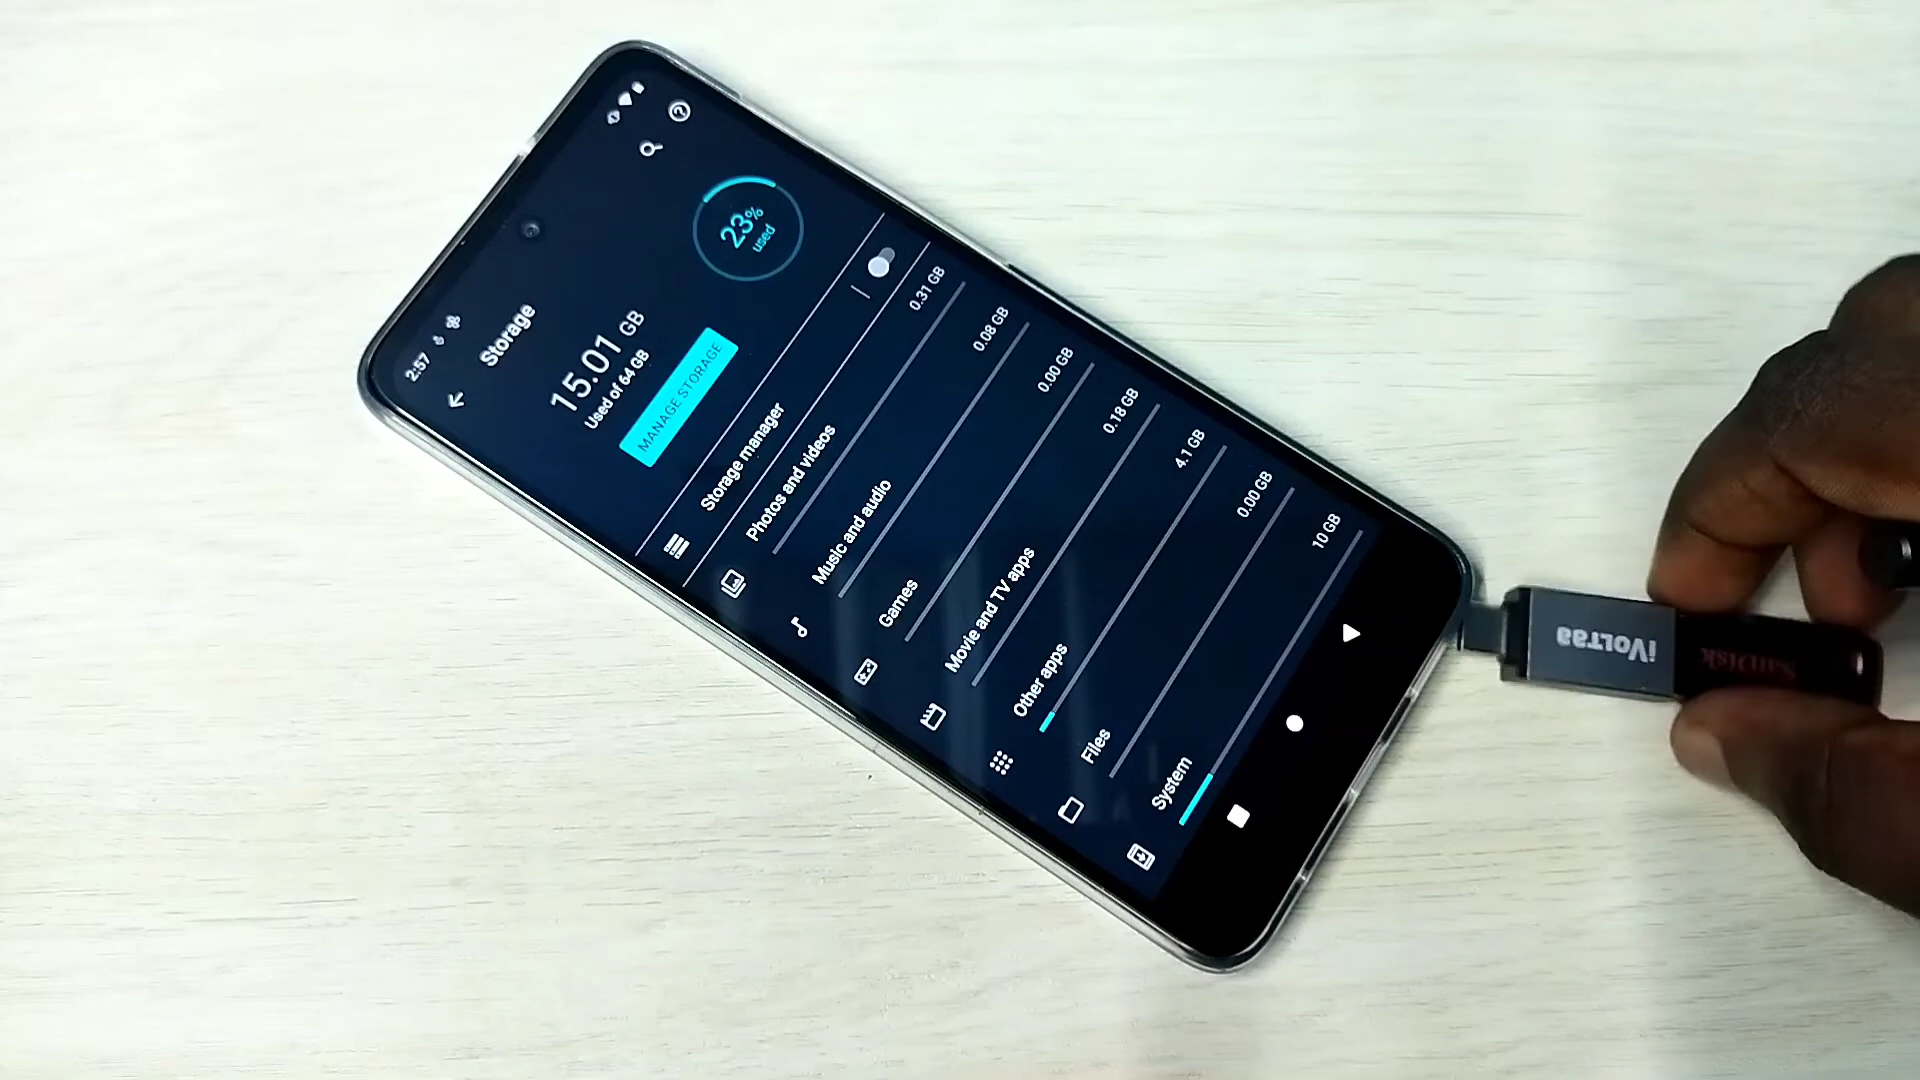 2:57
Storage
15.01 GB
Used of 64 GB
23%
used
MANAGE STORAGE
Storage manager
Photos and videos
0.31 GB
Music and audio
0.08 GB
Games
0.00 GB
Movie and TV apps
0.18 GB
Other apps
4.1 GB
Files
0.00 GB
System
10 GB
iVOLTAA
SanDisk